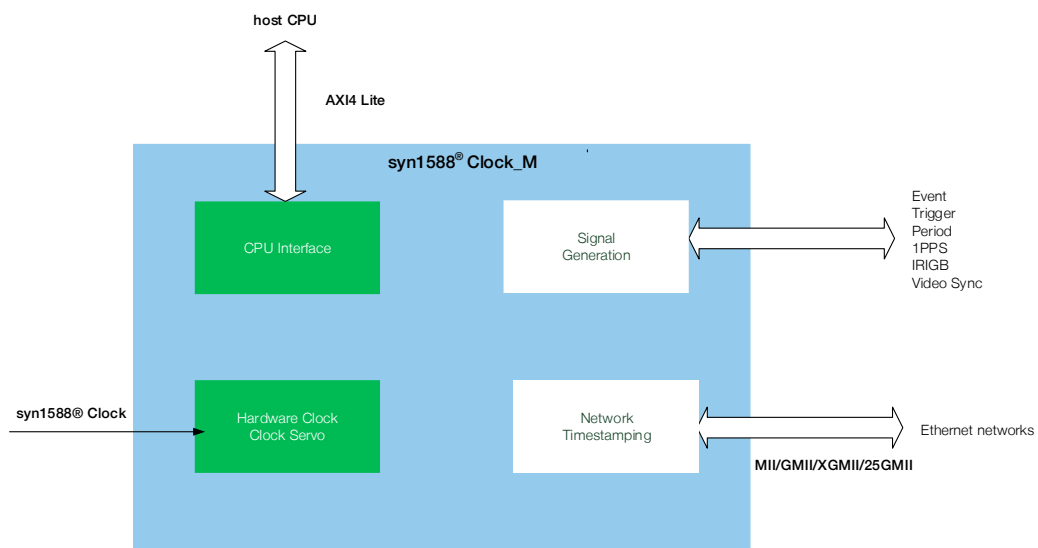 host CPU
AXI4 Lite
syn1588® Clock_M
CPU Interface
Signal
Generation
Event
Trigger
Period
1PPS
IRIGB
Video Sync
syn1588® Clock
Hardware Clock
Clock Servo
Network
Timestamping
Ethernet networks
MII/GMII/XGMII/25GMII